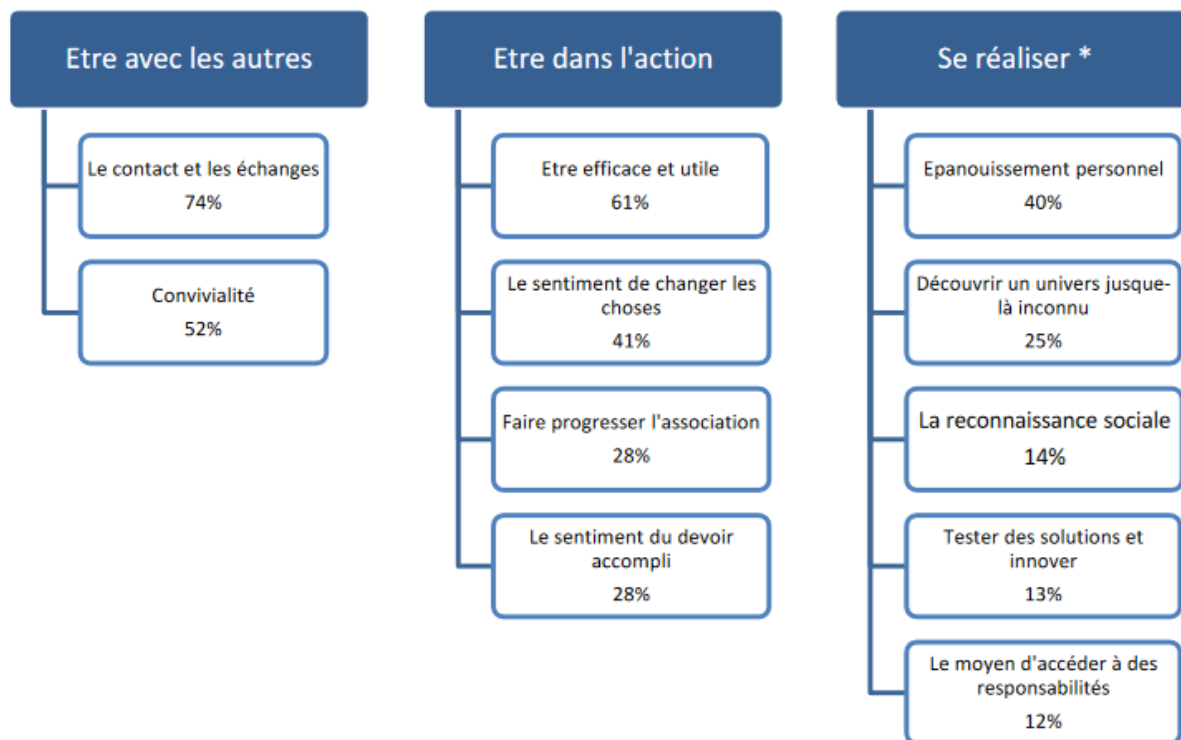 Etre avec les autres
Le contact et les échanges
74%
Convivialité
52%
Etre dans l'action
Etre efficace et utile
61%
Le sentiment de changer les
choses
41%
Faire progresser l'association
28%
Le sentiment du devoir
accompli
28%
Se réaliser *
Epanouissement personnel
40%
Découvrir un univers jusque-
là inconnu
25%
La reconnaissance sociale
14%
Tester des solutions et
innover
13%
Le moyen d'accéder à des
responsabilités
12%